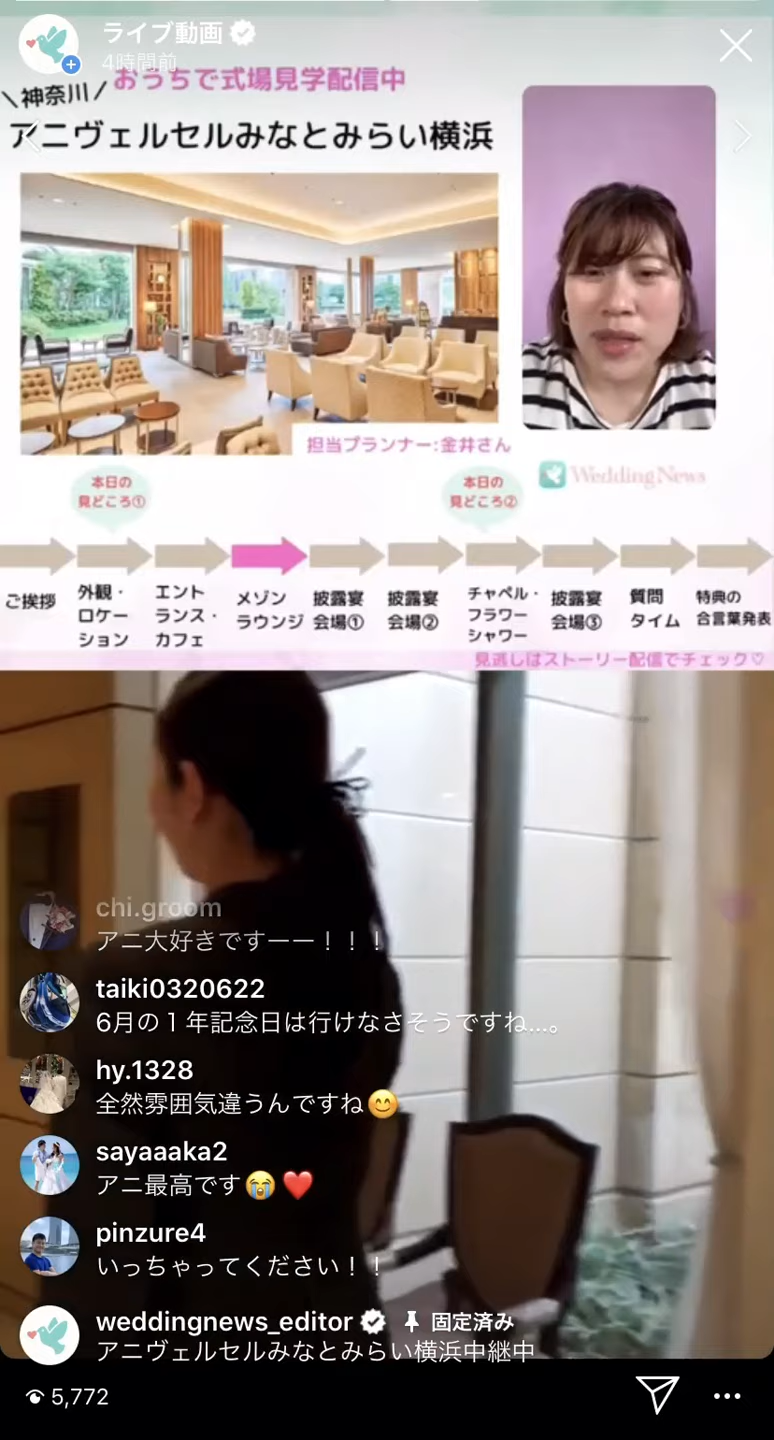 ライブ動画
4時間前
おうちで式場見学配信中
＼神奈川／
アニヴェルセルみなとみらい横浜
担当プランナー:金井さん
WeddingNews
本日の
見どころ①
本日の
見どころ②
ご挨拶
外観・
ロケー
ション
エント
ランス・
カフェ
メゾン
ラウンジ
披露宴
会場①
披露宴
会場②
チャペル・
フラワー
シャワー
披露宴
会場③
質問
タイム
特典の
合言葉発表
見逃しはストーリー配信でチェック♡
chi.groom
アニ大好きですーー！！！
taiki0320622
6月の１年記念日は行けなさそうですね...。
hy.1328
全然雰囲気違うんですね😊
sayaaaka2
アニ最高です😭❤️
pinzure4
いっちゃってください！！
weddingnews_editor 固定済み
アニヴェルセルみなとみらい横浜中継中
5,772